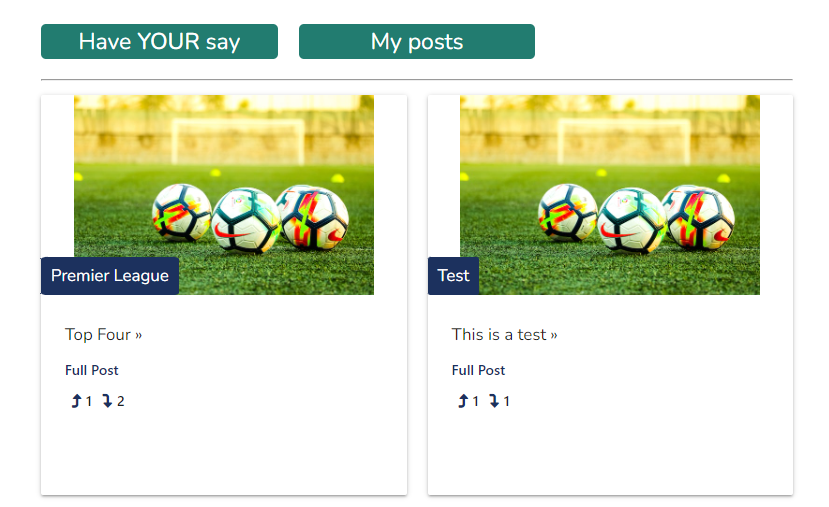 Have YOUR say
My posts
Premier League
Test
Top Four »
Full Post
1 2
This is a test »
Full Post
1 1